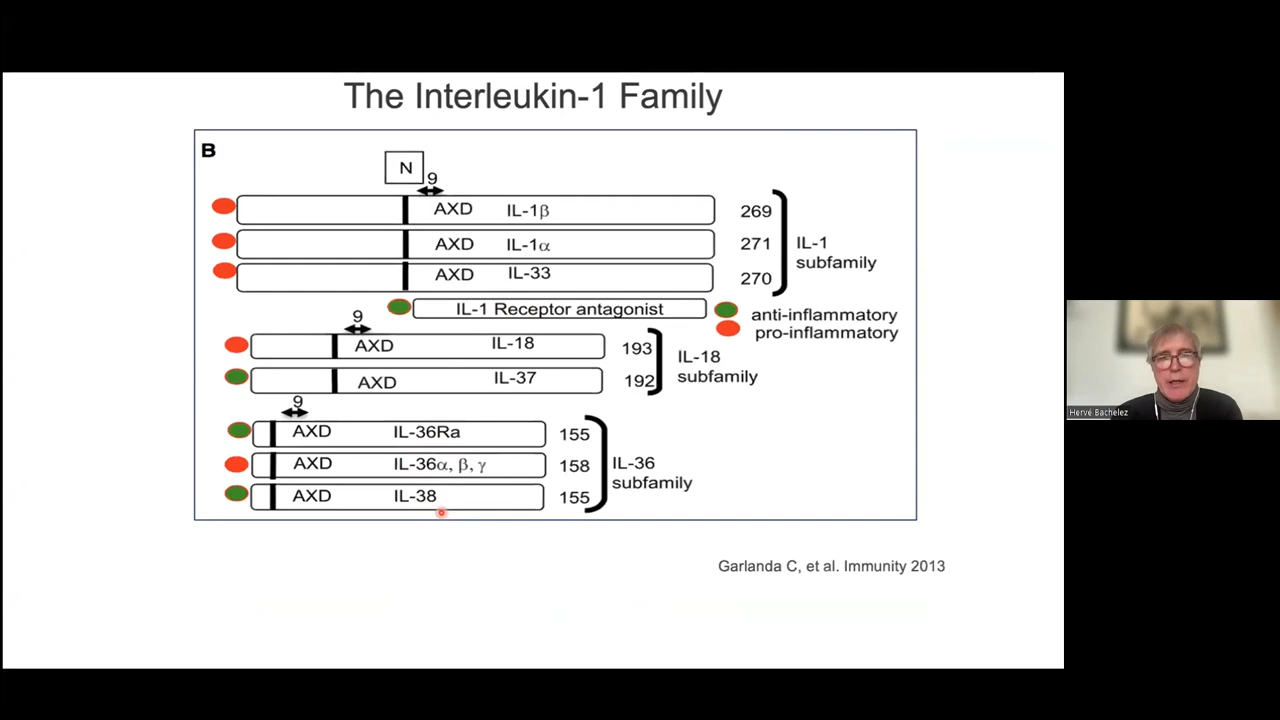 The Interleukin-1 Family
B
N
9
AXD IL-1β 269
AXD IL-1α 271
AXD IL-33 270
IL-1
subfamily
IL-1 Receptor antagonist
anti-inflammatory
pro-inflammatory
9
AXD IL-18 193
AXD IL-37 192
IL-18
subfamily
9
AXD IL-36Ra 155
AXD IL-36α, β, γ 158
AXD IL-38 155
IL-36
subfamily
Garlanda C, et al. Immunity 2013
Hervé Bachelez